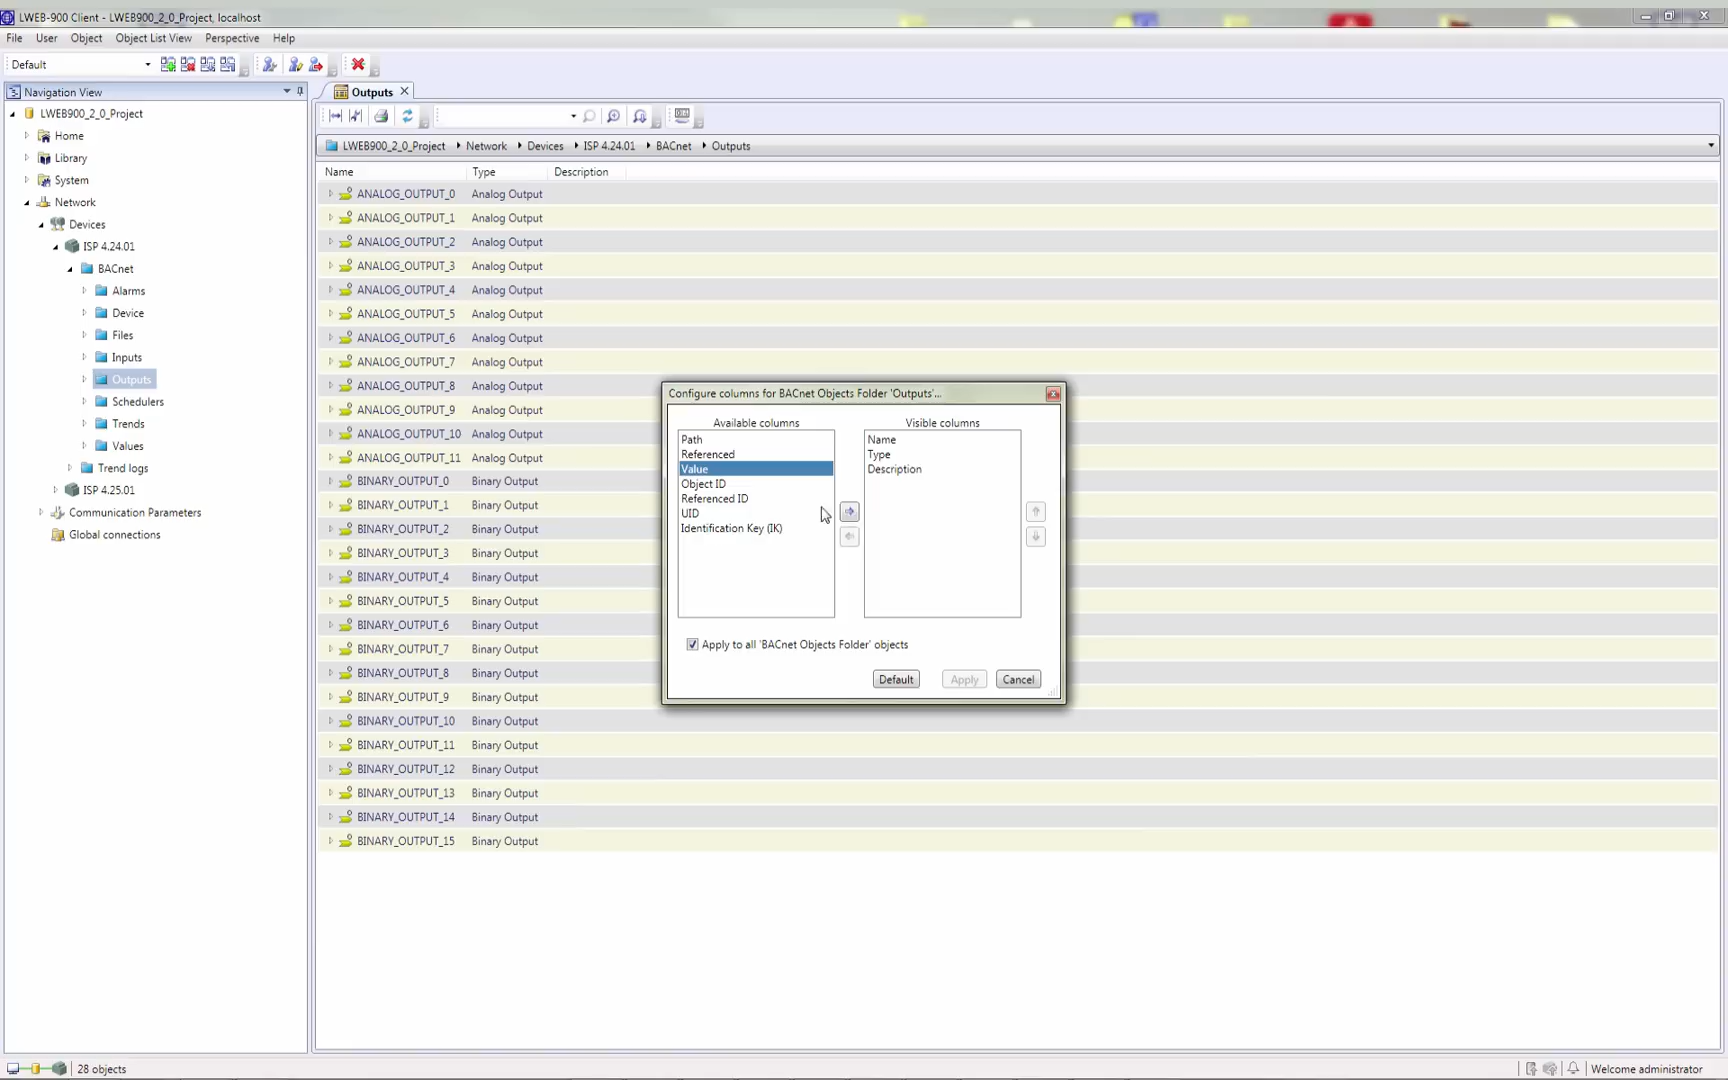 LWEB-900 Client - LWEB900_2_0_Project, localhost
File User Object Object List View Perspective Help
Default
Navigation View
LWEB900_2_0_Project
Home
Library
System
Network
Devices
ISP 4.24.01
BACnet
Alarms
Device
Files
Inputs
Outputs
Schedulers
Trends
Values
Trend logs
ISP 4.25.01
Communication Parameters
Global connections
Outputs
LWEB900_2_0_Project Network Devices ISP 4.24.01 BACnet Outputs
Name Type Description
ANALOG_OUTPUT_0 Analog Output
ANALOG_OUTPUT_1 Analog Output
ANALOG_OUTPUT_2 Analog Output
ANALOG_OUTPUT_3 Analog Output
ANALOG_OUTPUT_4 Analog Output
ANALOG_OUTPUT_5 Analog Output
ANALOG_OUTPUT_6 Analog Output
ANALOG_OUTPUT_7 Analog Output
ANALOG_OUTPUT_8 Analog Output
ANALOG_OUTPUT_9 Analog Output
ANALOG_OUTPUT_10 Analog Output
ANALOG_OUTPUT_11 Analog Output
BINARY_OUTPUT_0 Binary Output
BINARY_OUTPUT_1 Binary Output
BINARY_OUTPUT_2 Binary Output
BINARY_OUTPUT_3 Binary Output
BINARY_OUTPUT_4 Binary Output
BINARY_OUTPUT_5 Binary Output
BINARY_OUTPUT_6 Binary Output
BINARY_OUTPUT_7 Binary Output
BINARY_OUTPUT_8 Binary Output
BINARY_OUTPUT_9 Binary Output
BINARY_OUTPUT_10 Binary Output
BINARY_OUTPUT_11 Binary Output
BINARY_OUTPUT_12 Binary Output
BINARY_OUTPUT_13 Binary Output
BINARY_OUTPUT_14 Binary Output
BINARY_OUTPUT_15 Binary Output
Configure columns for BACnet Objects Folder 'Outputs'...
Available columns
Path
Referenced
Value
Object ID
Referenced ID
UID
Identification Key (IK)
Visible columns
Name
Type
Description
Apply to all 'BACnet Objects Folder' objects
Default Apply Cancel
28 objects
Welcome administrator